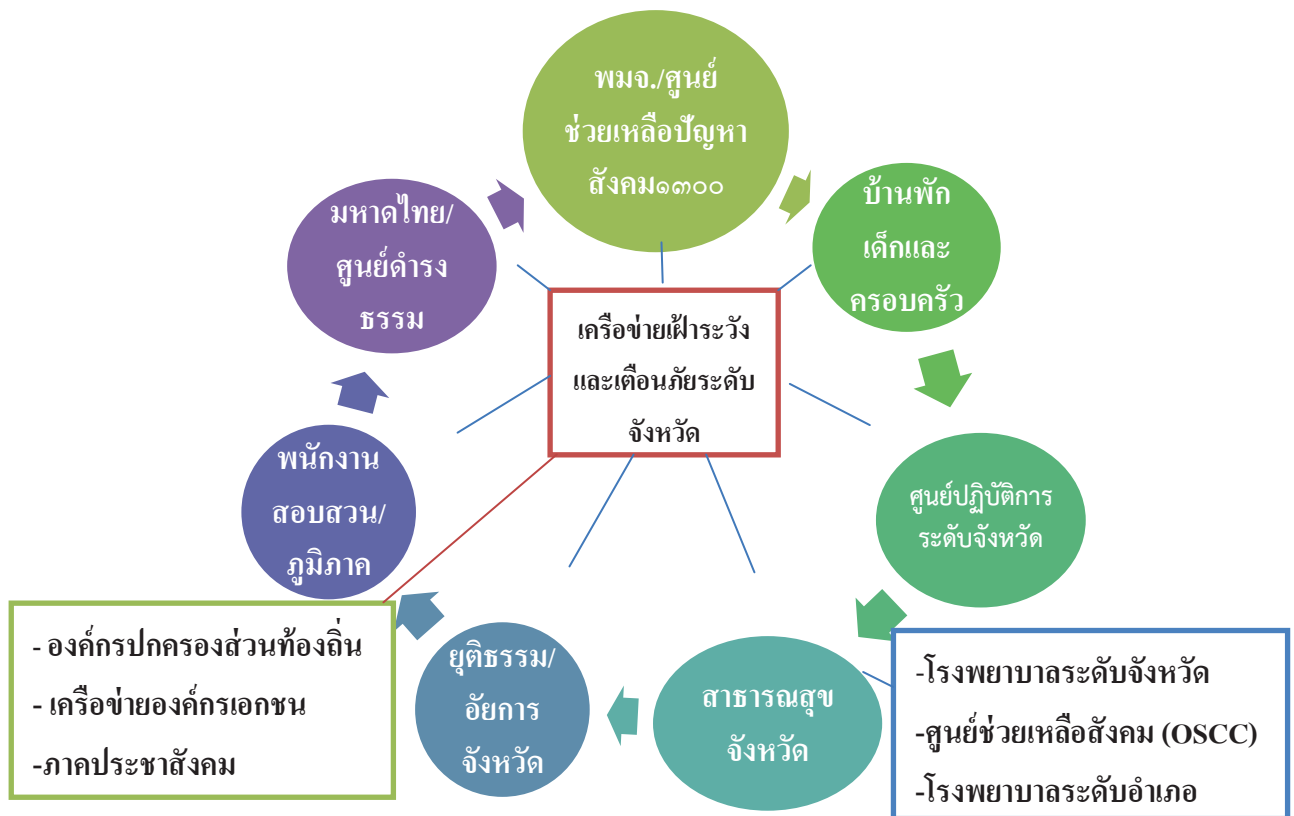 พมจ./ศูนย์
ช่วยเหลือปัญหา
สังคม๑๓๐๐
บ้านพัก
เด็กและ
ครอบครัว
มหาดไทย/
ศูนย์ดำรง
ธรรม
เครือข่ายเฝ้าระวัง
และเตือนภัยระดับ
จังหวัด
ศูนย์ปฏิบัติการ
ระดับจังหวัด
พนักงาน
สอบสวน/
ภูมิภาค
- องค์กรปกครองส่วนท้องถิ่น
- เครือข่ายองค์กรเอกชน
-ภาคประชาสังคม
ยุติธรรม/
อัยการ
จังหวัด
สาธารณสุข
จังหวัด
-โรงพยาบาลระดับจังหวัด
-ศูนย์ช่วยเหลือสังคม (OSCC)
-โรงพยาบาลระดับอำเภอ